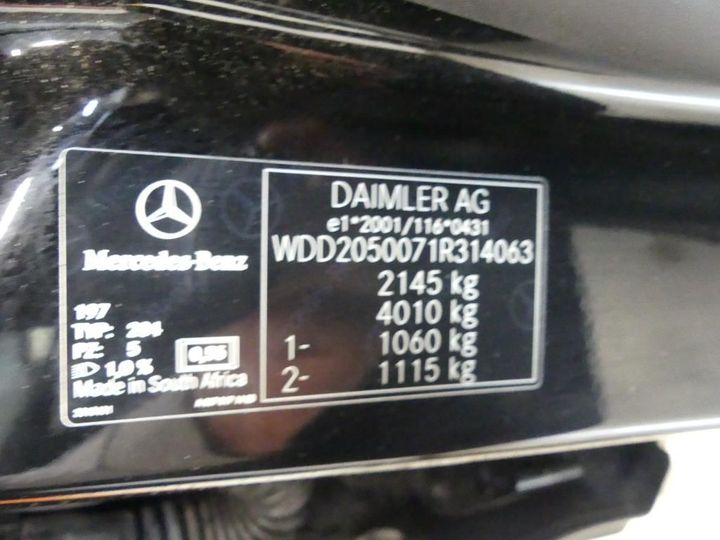 Mercedes-Benz
197
TYP: 204
PZ: 5
1,0 %
0,95
Made in South Africa
DAIMLER AG
e1*2001/116*0431
WDD2050071R314063
2145 kg
4010 kg
1- 1060 kg
2- 1115 kg